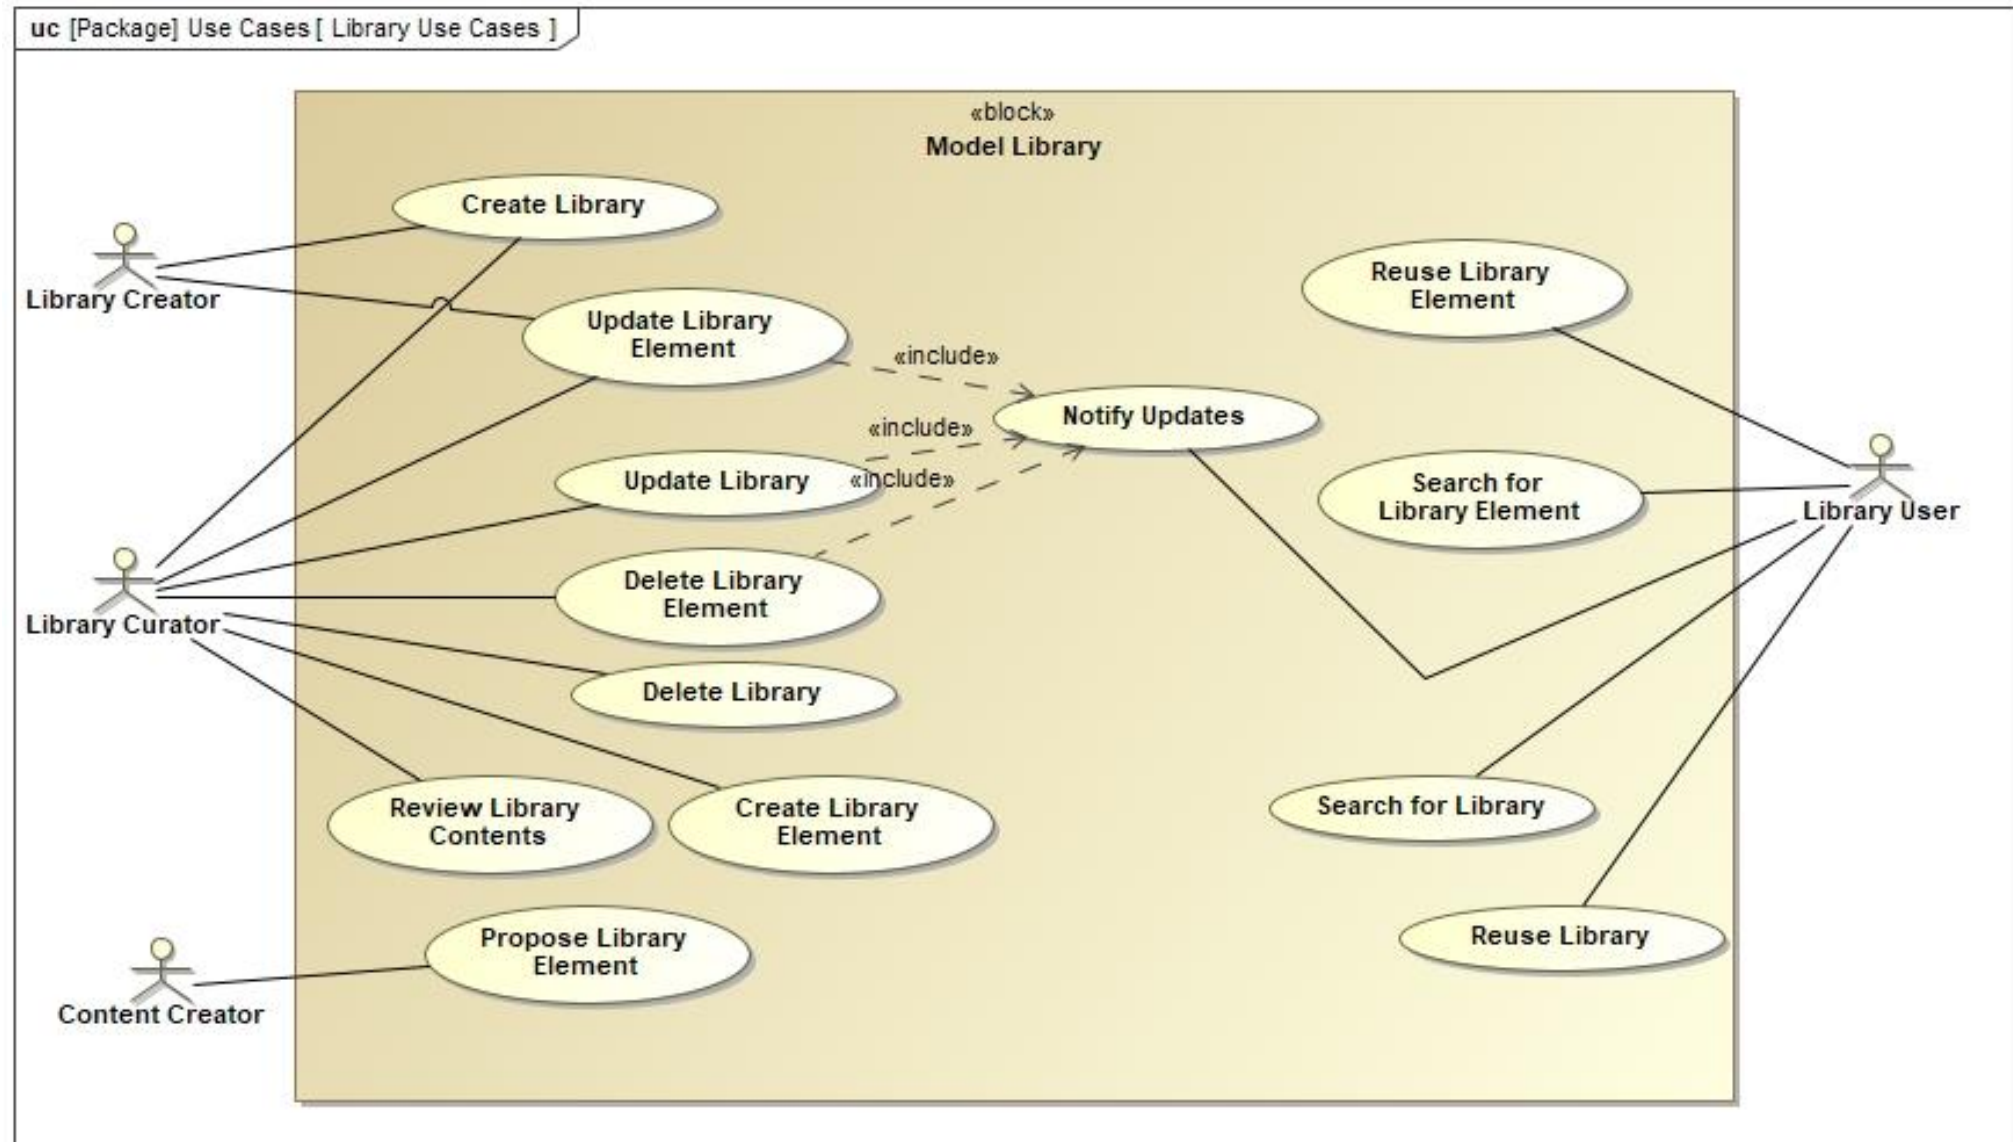 uc [Package] Use Cases [ Library Use Cases ]
«block»
Model Library
Create Library
Library Creator
Update Library
Element
«include»
Reuse Library
Element
Notify Updates
«include»
Update Library
«include»
Search for
Library Element
Library User
Delete Library
Element
Library Curator
Delete Library
Review Library
Contents
Create Library
Element
Search for Library
Propose Library
Element
Reuse Library
Content Creator